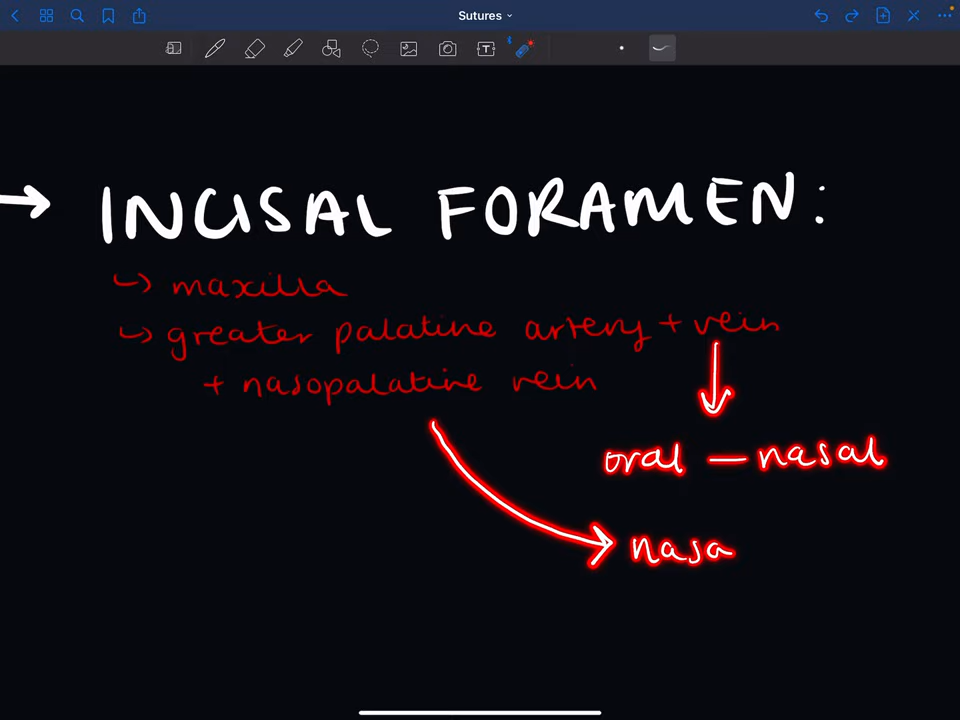 Sutures
INCISAL FORAMEN:
maxilla
greater palatine artery + vein
+ nasopalatine vein
oral — nasal
nasa